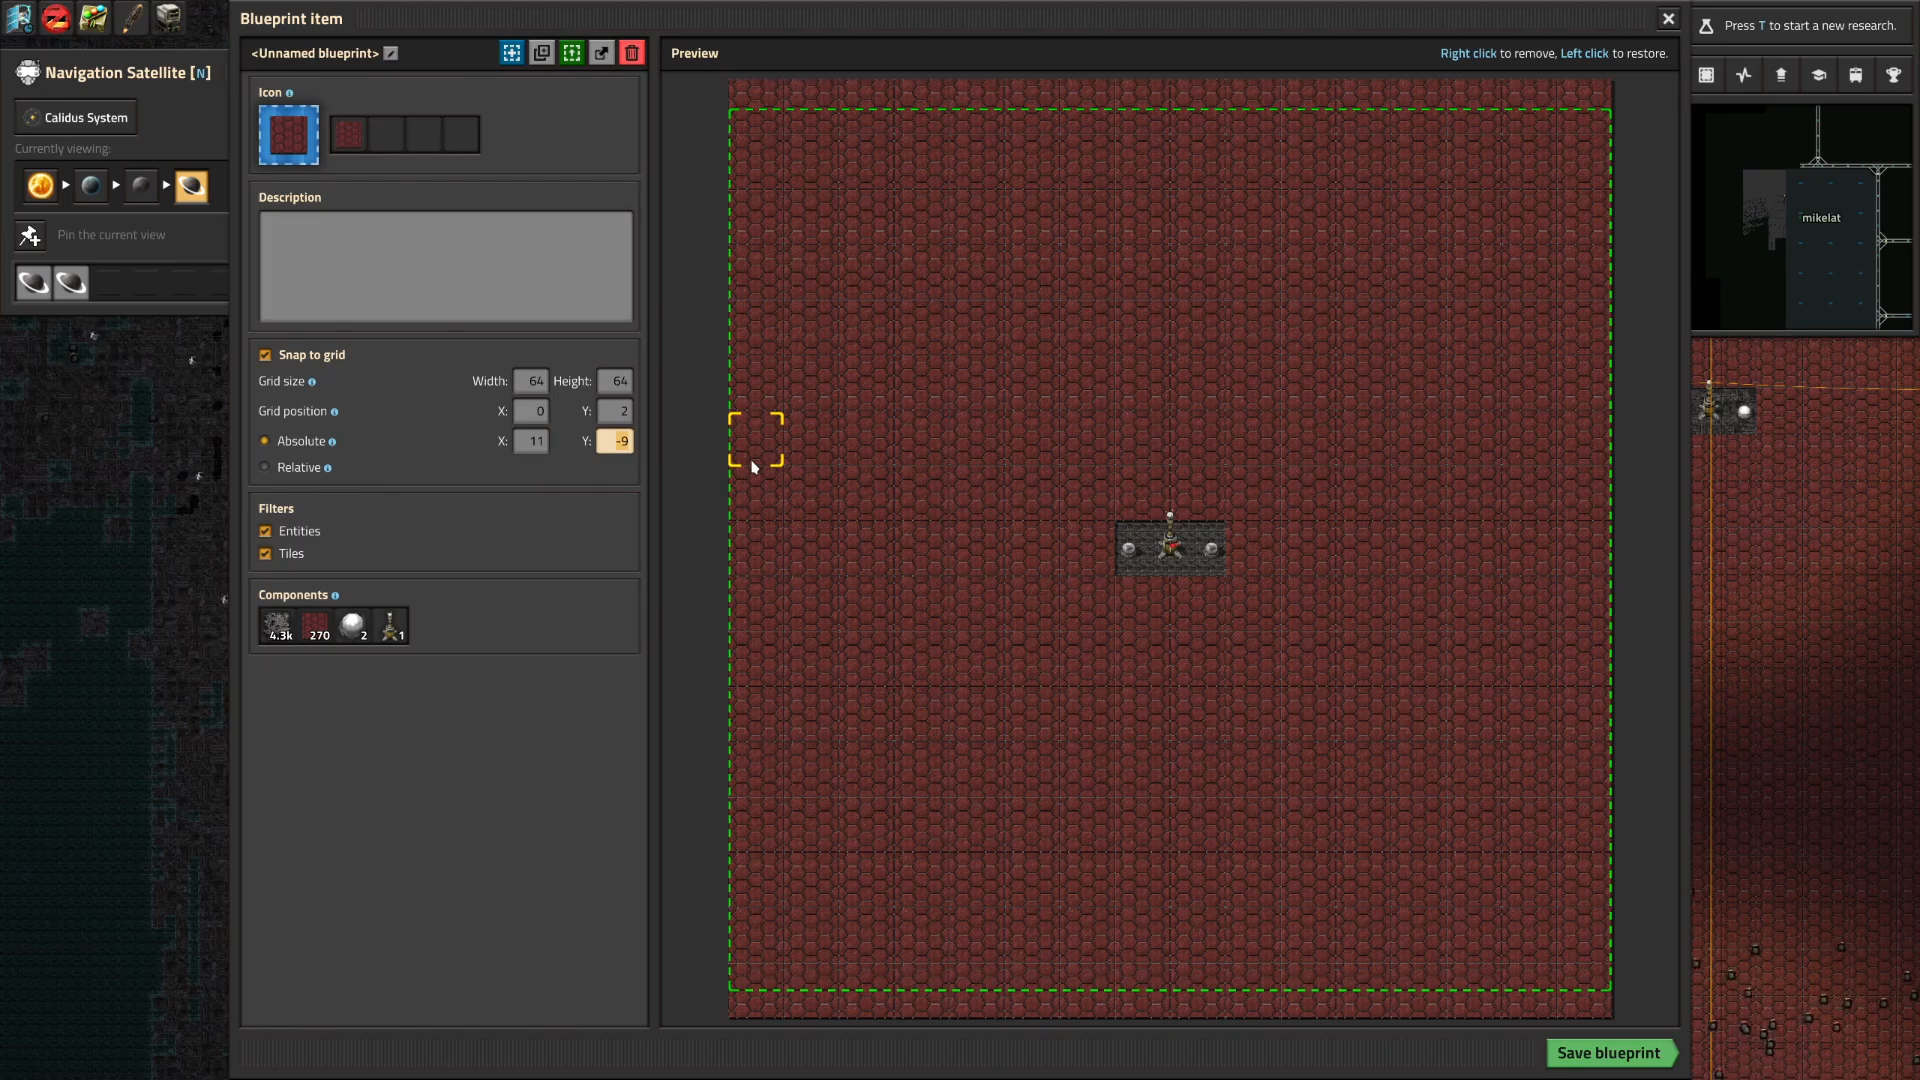 Blueprint item
Press T to start a new research.
<Unnamed blueprint>
Preview
Right click to remove, Left click to restore.
Navigation Satellite [N]
Icon
Calidus System
Currently viewing:
Description
mikelat
Pin the current view
Snap to grid
Grid size
Width: 64 Height: 64
Grid position
X: 0 Y: 2
Absolute
X: 11 Y: -9
Relative
Filters
Entities
Tiles
Components
4.3k 270 2 1
Save blueprint